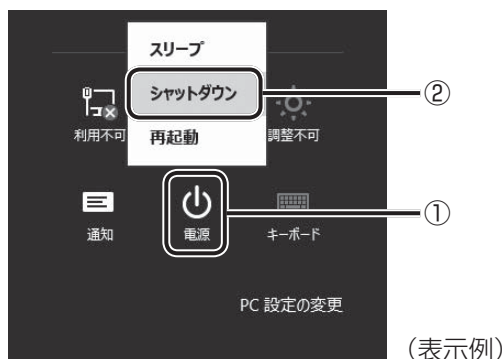 スリープ
シャットダウン
②
利用不可
再起動
調整不可
①
通知
電源
キーボード
PC 設定の変更
（表示例）